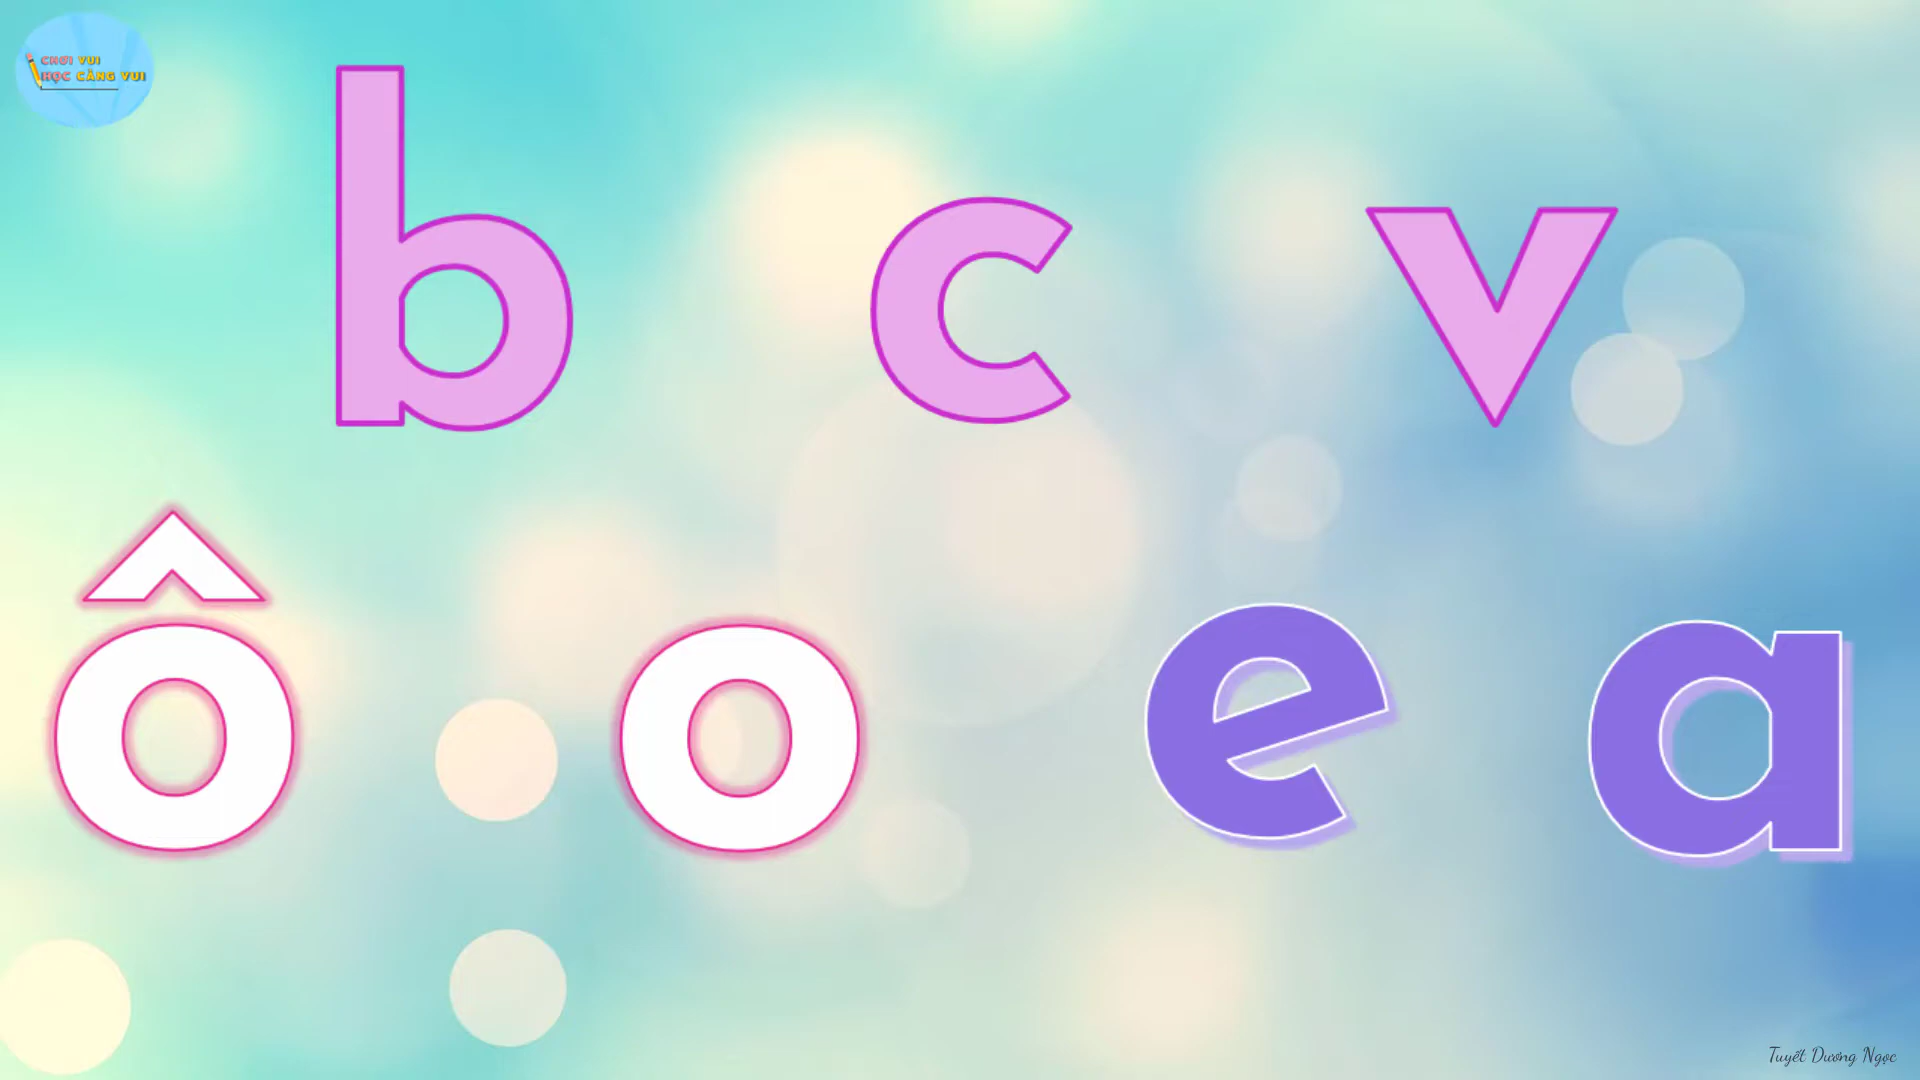 CHƠI VUI
HỌC CÀNG VUI
b c v
ô o e a
Tuyết Dương Ngọc